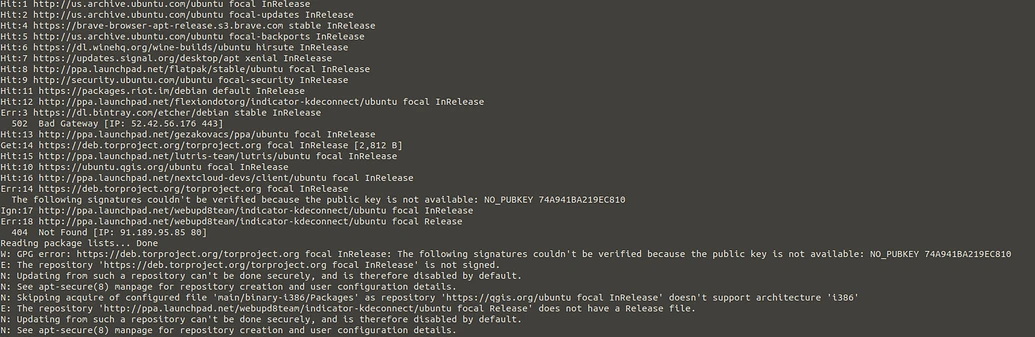 Hit:1 http://us.archive.ubuntu.com/ubuntu focal InRelease
Hit:2 http://us.archive.ubuntu.com/ubuntu focal-updates InRelease
Hit:4 https://brave-browser-apt-release.s3.brave.com stable InRelease
Hit:5 http://us.archive.ubuntu.com/ubuntu focal-backports InRelease
Hit:6 https://dl.winehq.org/wine-builds/ubuntu hirsute InRelease
Hit:7 https://updates.signal.org/desktop/apt xenial InRelease
Hit:8 http://ppa.launchpad.net/flatpak/stable/ubuntu focal InRelease
Hit:9 http://security.ubuntu.com/ubuntu focal-security InRelease
Hit:11 https://packages.riot.im/debian default InRelease
Hit:12 http://ppa.launchpad.net/flexiondotorg/indicator-kdeconnect/ubuntu focal InRelease
Err:3 https://dl.bintray.com/etcher/debian stable InRelease
  502  Bad Gateway [IP: 52.42.56.176 443]
Hit:13 http://ppa.launchpad.net/gezakovacs/ppa/ubuntu focal InRelease
Get:14 https://deb.torproject.org/torproject.org focal InRelease [2,812 B]
Hit:15 http://ppa.launchpad.net/lutris-team/lutris/ubuntu focal InRelease
Hit:10 https://ubuntu.qgis.org/ubuntu focal InRelease
Hit:16 http://ppa.launchpad.net/nextcloud-devs/client/ubuntu focal InRelease
Err:14 https://deb.torproject.org/torproject.org focal InRelease
  The following signatures couldn't be verified because the public key is not available: NO_PUBKEY 74A941BA219EC810
Ign:17 http://ppa.launchpad.net/webupd8team/indicator-kdeconnect/ubuntu focal InRelease
Err:18 http://ppa.launchpad.net/webupd8team/indicator-kdeconnect/ubuntu focal Release
  404  Not Found [IP: 91.189.95.85 80]
Reading package lists... Done
W: GPG error: https://deb.torproject.org/torproject.org focal InRelease: The following signatures couldn't be verified because the public key is not available: NO_PUBKEY 74A941BA219EC810
E: The repository 'https://deb.torproject.org/torproject.org focal InRelease' is not signed.
N: Updating from such a repository can't be done securely, and is therefore disabled by default.
N: See apt-secure(8) manpage for repository creation and user configuration details.
N: Skipping acquire of configured file 'main/binary-i386/Packages' as repository 'https://qgis.org/ubuntu focal InRelease' doesn't support architecture 'i386'
E: The repository 'http://ppa.launchpad.net/webupd8team/indicator-kdeconnect/ubuntu focal Release' does not have a Release file.
N: Updating from such a repository can't be done securely, and is therefore disabled by default.
N: See apt-secure(8) manpage for repository creation and user configuration details.